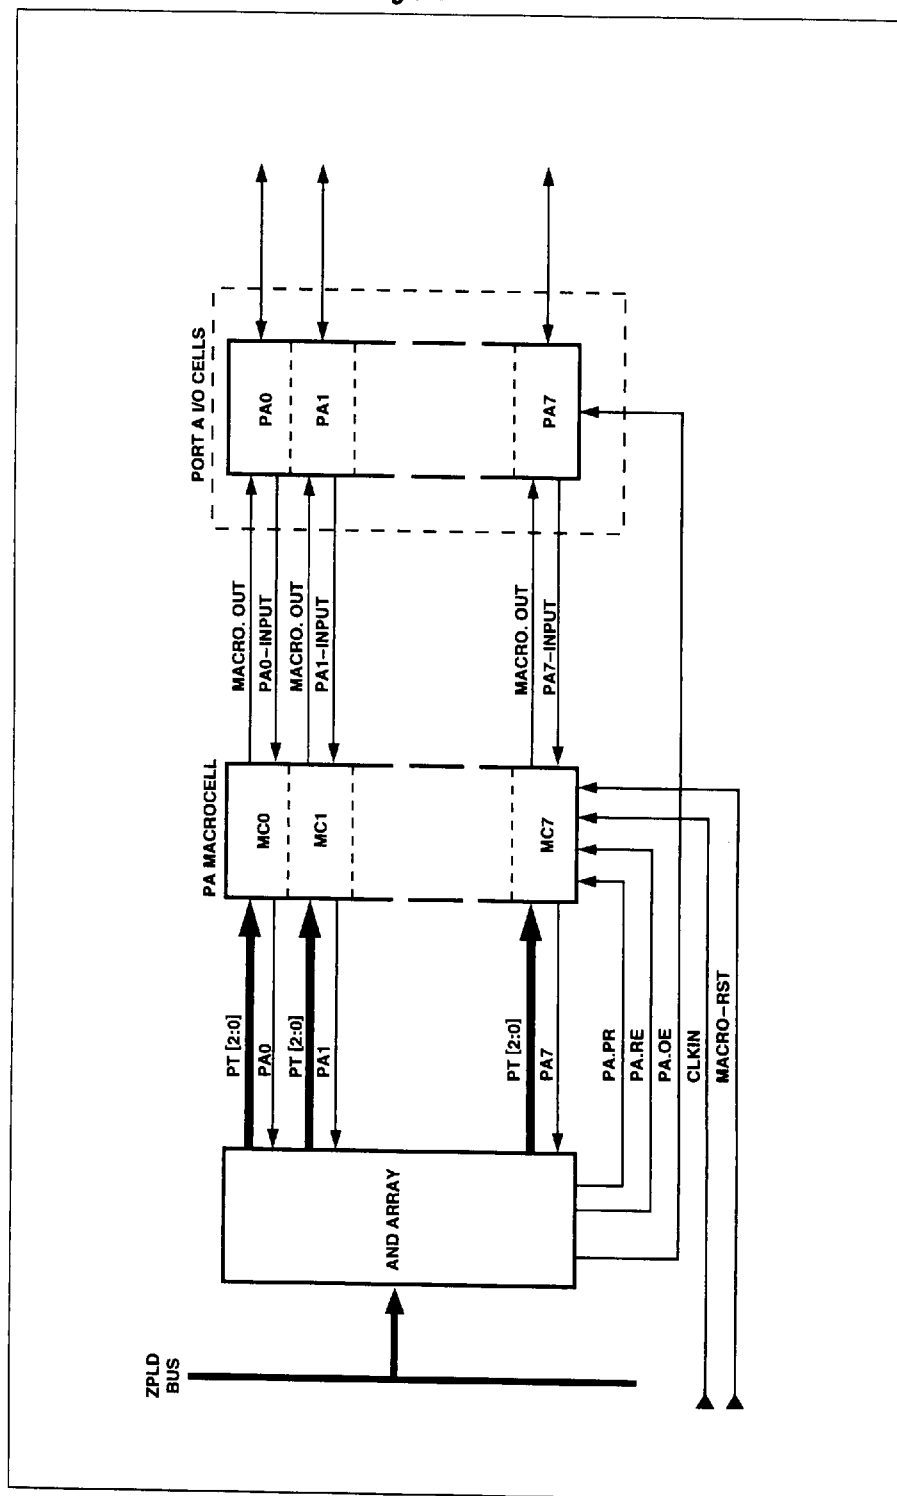 ZPLD
BUS
AND ARRAY
PT [2:0]
PA0
PT [2:0]
PA1
PT [2:0]
PA7
PA.PR
PA.RE
PA.OE
CLKIN
MACRO-RST
PA MACROCELL
MC0
MC1
MC7
MACRO. OUT
PA0-INPUT
MACRO. OUT
PA1-INPUT
MACRO. OUT
PA7-INPUT
PORT A I/O CELLS
PA0
PA1
PA7